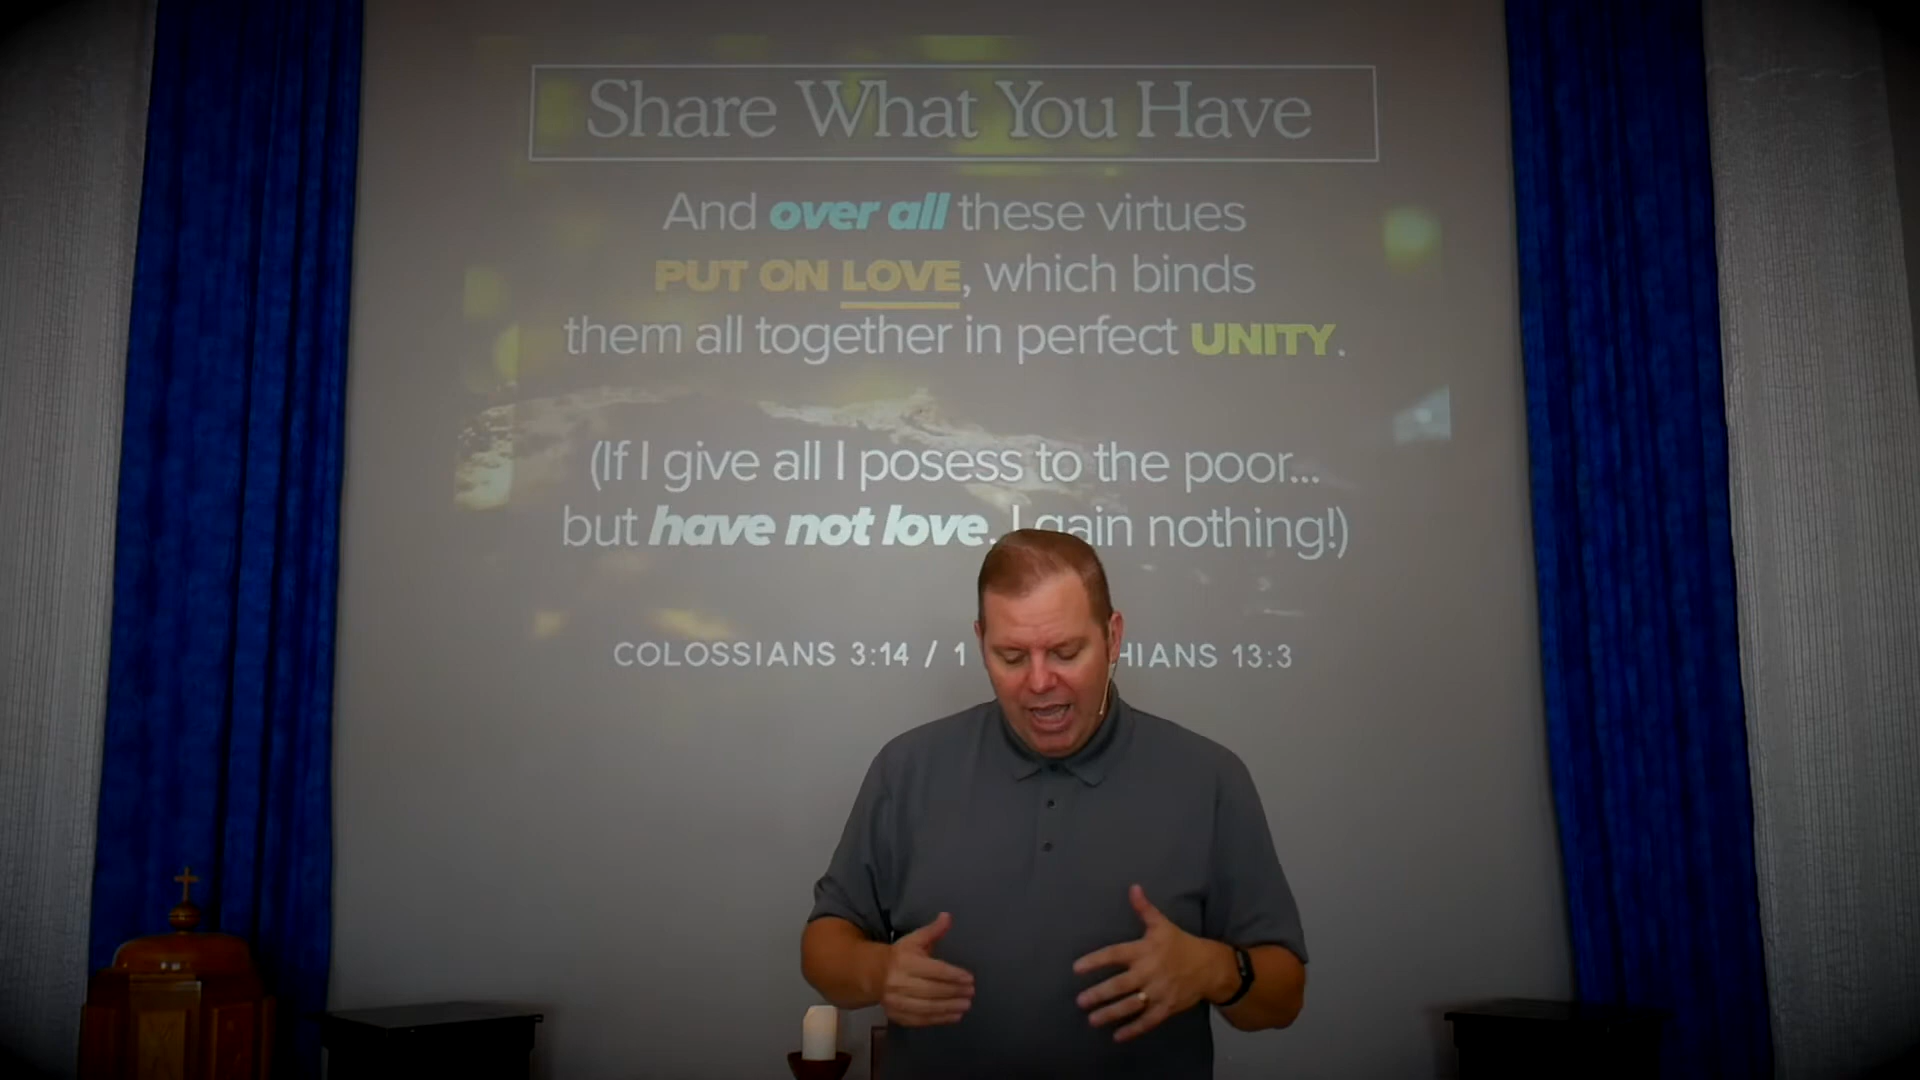 Share What You Have
And over all these virtues
PUT ON LOVE, which binds
them all together in perfect UNITY.
(If I give all I posess to the poor...
but have not love, I gain nothing!)
COLOSSIANS 3:14 / 1 HIANS 13:3